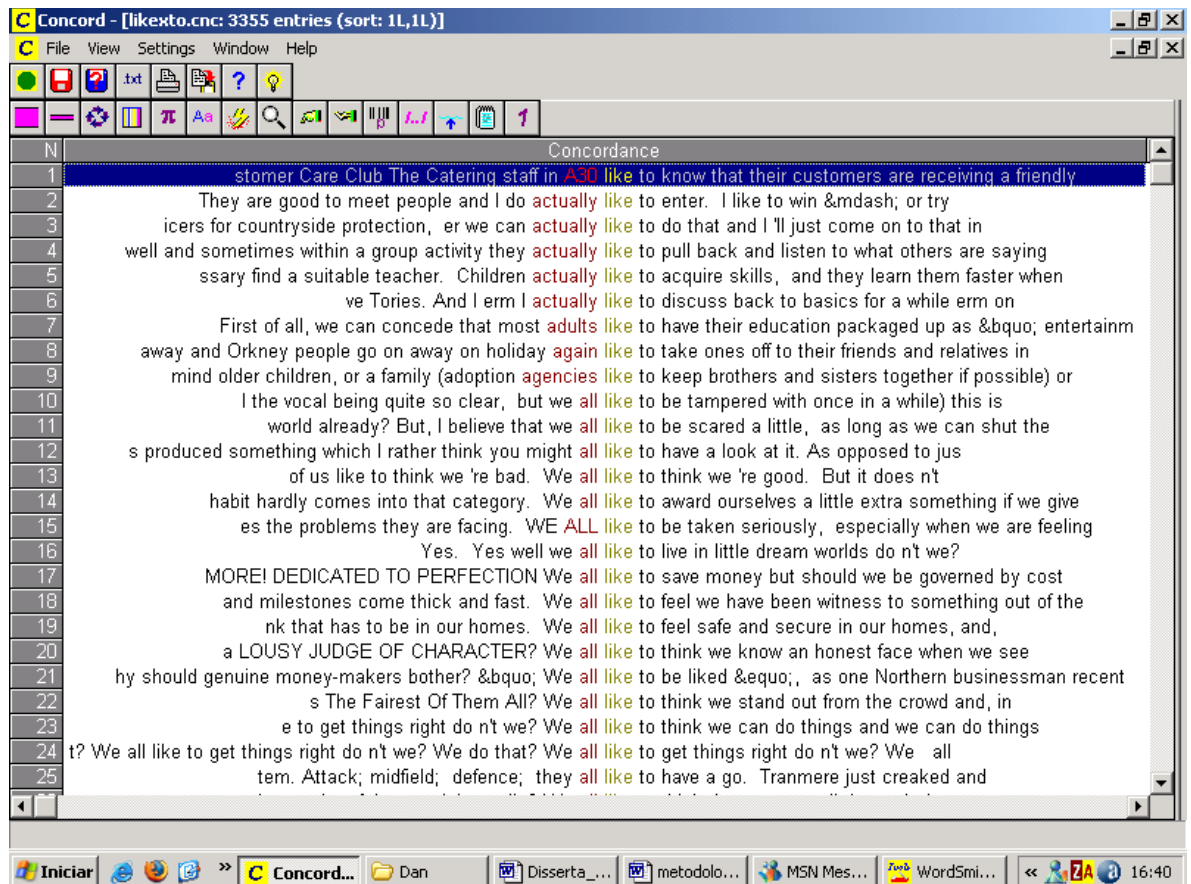 Concord - [likexto.cnc: 3355 entries (sort: 1L,1L)]
File View Settings Window Help
.txt
Aa
N Concordance
1 stomer Care Club The Catering staff in A30 like to know that their customers are receiving a friendly
2 They are good to meet people and I do actually like to enter. I like to win &mdash; or try
3 icers for countryside protection, er we can actually like to do that and I 'll just come on to that in
4 well and sometimes within a group activity they actually like to pull back and listen to what others are saying
5 ssary find a suitable teacher. Children actually like to acquire skills, and they learn them faster when
6 ve Tories. And I erm I actually like to discuss back to basics for a while erm on
7 First of all, we can concede that most adults like to have their education packaged up as &bquo; entertainm
8 away and Orkney people go on away on holiday again like to take ones off to their friends and relatives in
9 mind older children, or a family (adoption agencies like to keep brothers and sisters together if possible) or
10 l the vocal being quite so clear, but we all like to be tampered with once in a while) this is
11 world already? But, I believe that we all like to be scared a little, as long as we can shut the
12 s produced something which I rather think you might all like to have a look at it. As opposed to jus
13 of us like to think we 're bad. We all like to think we 're good. But it does n't
14 habit hardly comes into that category. We all like to award ourselves a little extra something if we give
15 es the problems they are facing. WE ALL like to be taken seriously, especially when we are feeling
16 Yes. Yes well we all like to live in little dream worlds do n't we?
17 MORE! DEDICATED TO PERFECTION We all like to save money but should we be governed by cost
18 and milestones come thick and fast. We all like to feel we have been witness to something out of the
19 nk that has to be in our homes. We all like to feel safe and secure in our homes, and,
20 a LOUSY JUDGE OF CHARACTER? We all like to think we know an honest face when we see
21 hy should genuine money-makers bother? &bquo; We all like to be liked &equo;, as one Northern businessman recent
22 s The Fairest Of Them All? We all like to think we stand out from the crowd and, in
23 e to get things right do n't we? We all like to think we can do things and we can do things
24 t? We all like to get things right do n't we? We do that? We all like to get things right do n't we? We all
25 tem. Attack; midfield; defence; they all like to have a go. Tranmere just creaked and
Iniciar » Concord... Dan Disserta_... metodolo... MSN Mes... WordSmi... « ZA 16:40